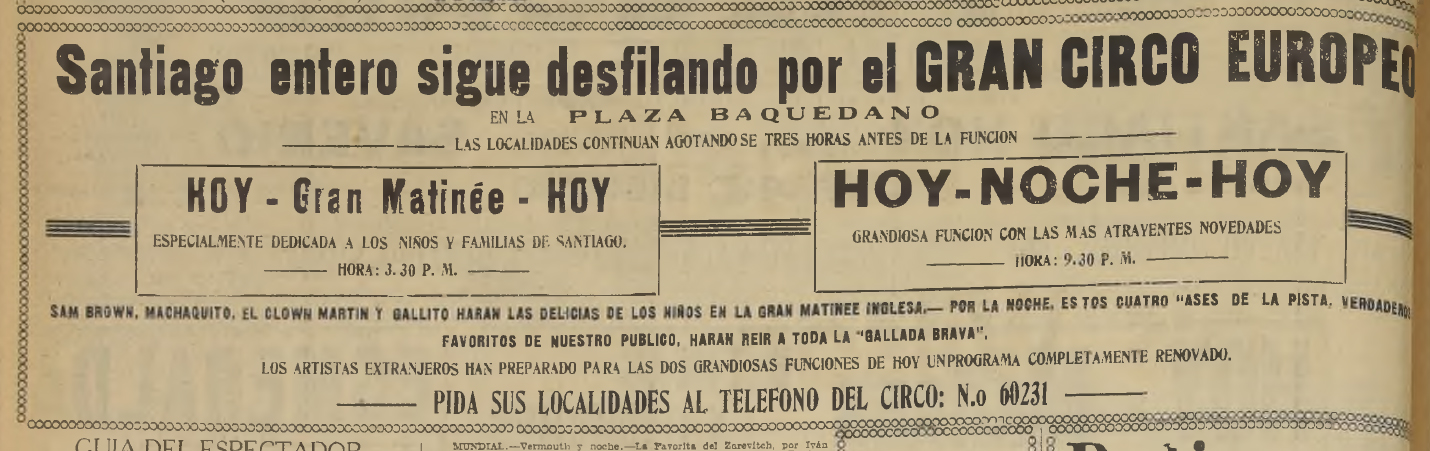 Santiago entero sigue desfilando por el GRAN CIRCO EUROPEO
EN LA PLAZA BAQUEDANO
LAS LOCALIDADES CONTINUAN AGOTANDOSE TRES HORAS ANTES DE LA FUNCION
HOY - Gran Matinée - HOY
ESPECIALMENTE DEDICADA A LOS NIÑOS Y FAMILIAS DE SANTIAGO.
HORA: 3.30 P. M.
HOY-NOCHE-HOY
GRANDIOSA FUNCION CON LAS MAS ATRAYENTES NOVEDADES
HORA: 9.30 P. M.
SAM BROWN, MACHAQUITO, EL CLOWN MARTIN Y GALLITO HARAN LAS DELICIAS DE LOS NIÑOS EN LA GRAN MATINEE INGLESA.— POR LA NOCHE, ESTOS CUATRO "ASES DE LA PISTA, VERDADEROS
FAVORITOS DE NUESTRO PUBLICO, HARAN REIR A TODA LA "GALLADA BRAVA".
LOS ARTISTAS EXTRANJEROS HAN PREPARADO PARA LAS DOS GRANDIOSAS FUNCIONES DE HOY UNPROGRAMA COMPLETAMENTE RENOVADO.
PIDA SUS LOCALIDADES AL TELEFONO DEL CIRCO: N.o 60231
GUIA DEL ESPECTADOR
MUNDIAL.—Vermouth y noche.—La Favorita del Zarevitch, por Iván